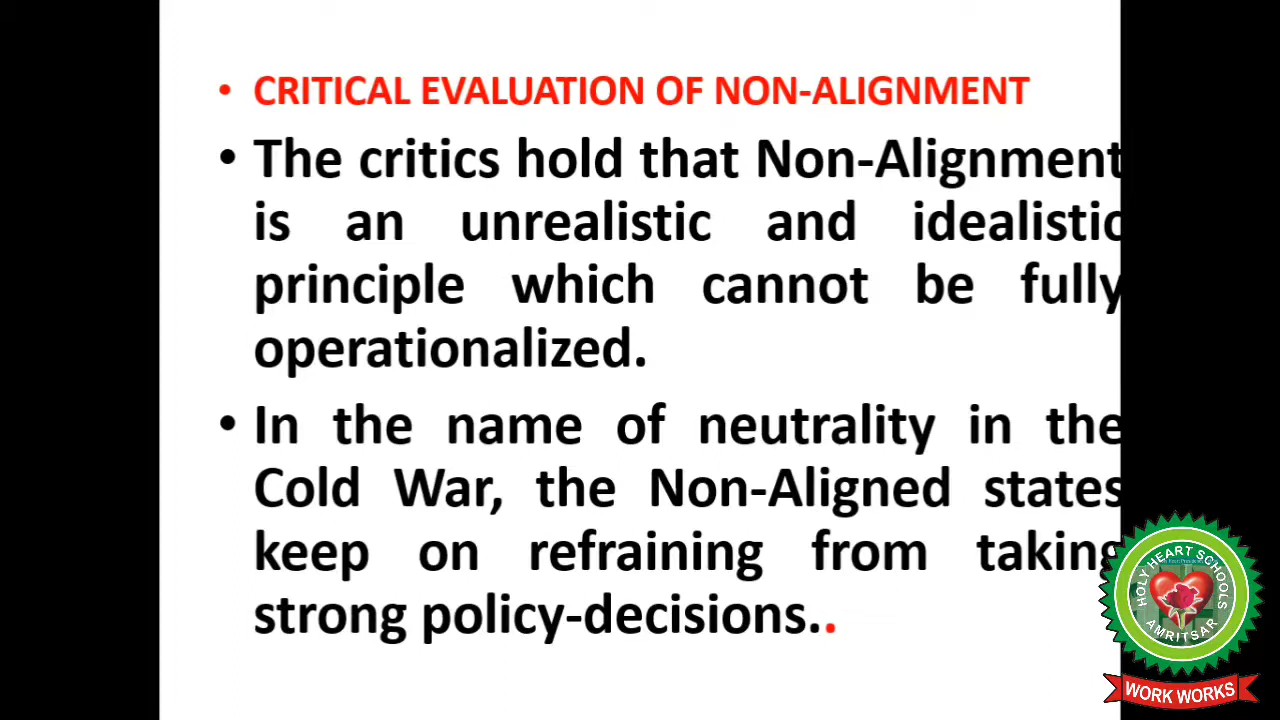 • CRITICAL EVALUATION OF NON-ALIGNMENT
• The critics hold that Non-Alignment
is an unrealistic and idealistic
principle which cannot be fully
operationalized.
• In the name of neutrality in the
Cold War, the Non-Aligned states
keep on refraining from taking
strong policy-decisions..
HOLY HEART SCHOOLS
AMRITSAR
WORK WORKS